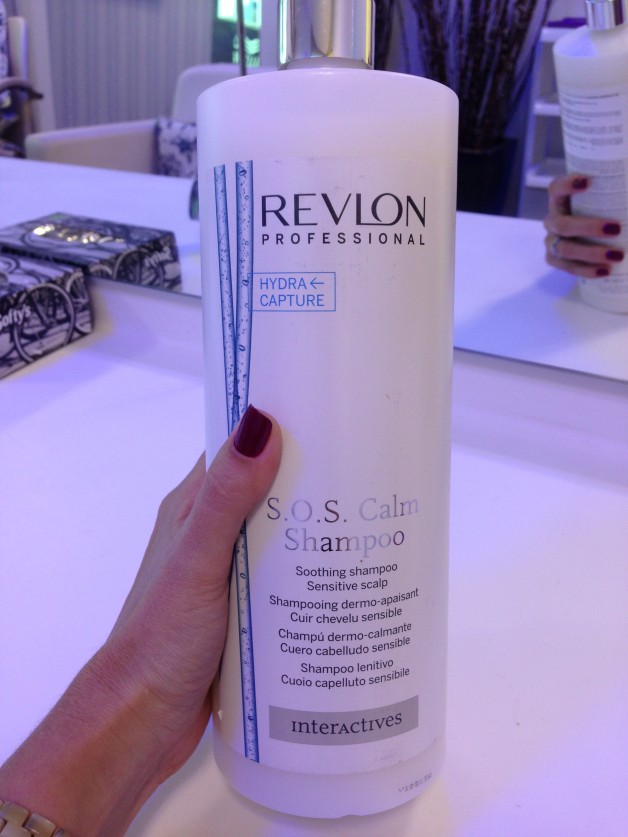 REVLON
PROFESSIONAL
HYDRA←
CAPTURE
S.O.S. Calm
Shampoo
Soothing shampoo
Sensitive scalp
Shampooing dermo-apaisant
Cuir chevelu sensible
Champú dermo-calmante
Cuero cabelludo sensible
Shampoo lenitivo
Cuoio capelluto sensibile
interactives